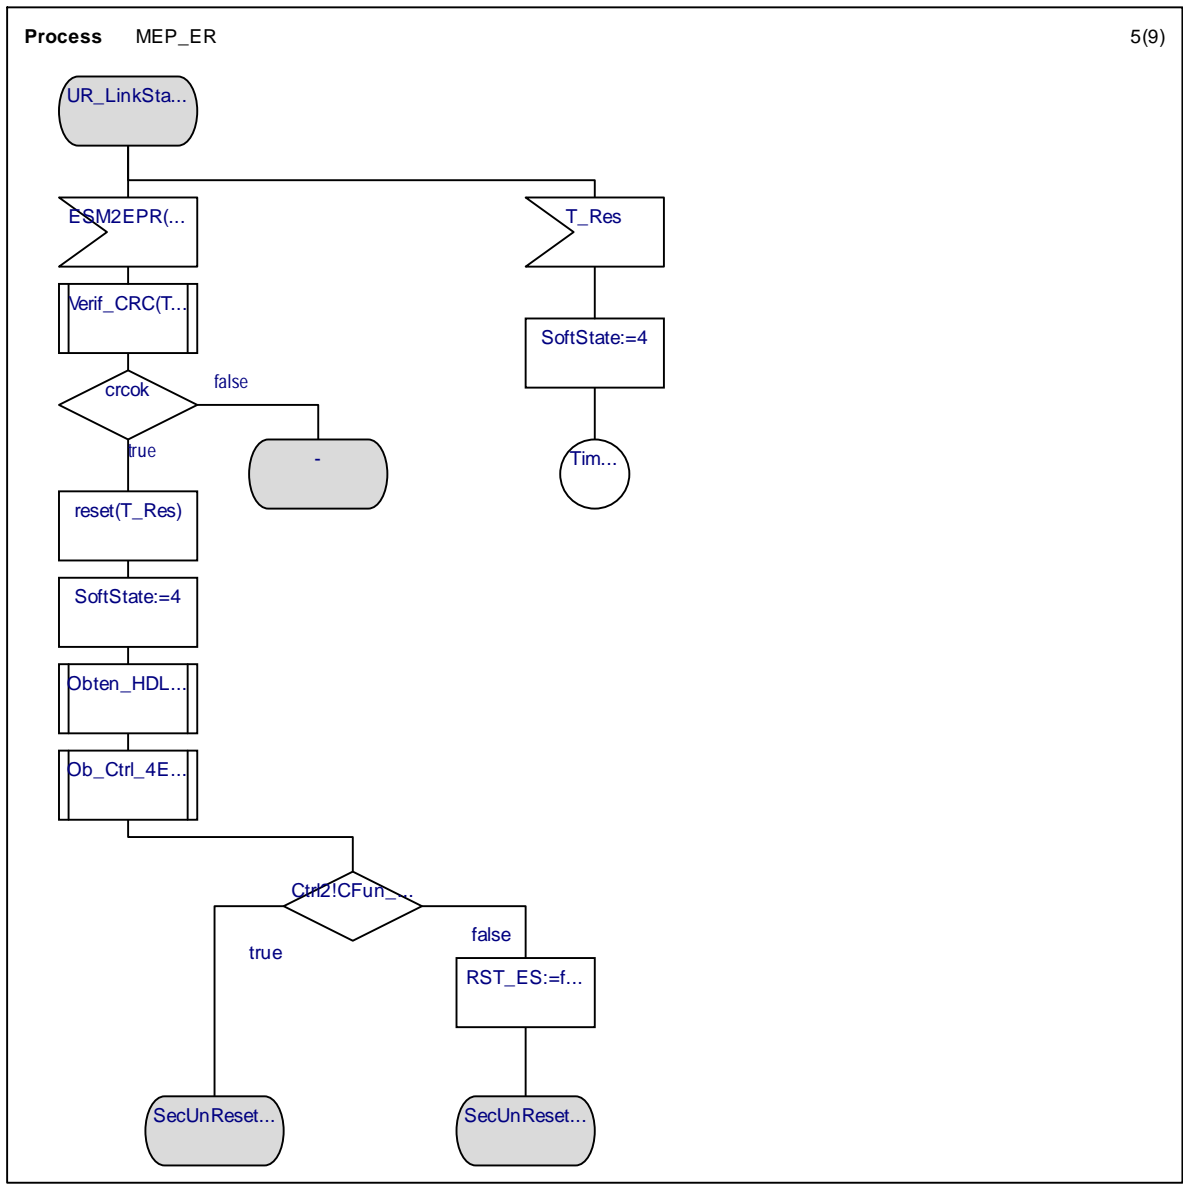 Process MEP_ER 5(9)
UR_LinkSta...
ESM2EPR(...
T_Res
Verif_CRC(T...
SoftState:=4
crcok
false
true
-
Tim...
reset(T_Res)
SoftState:=4
Obten_HDL...
Ob_Ctrl_4E...
Ctrl2!CFun_...
true
false
RST_ES:=f...
SecUnReset...
SecUnReset...